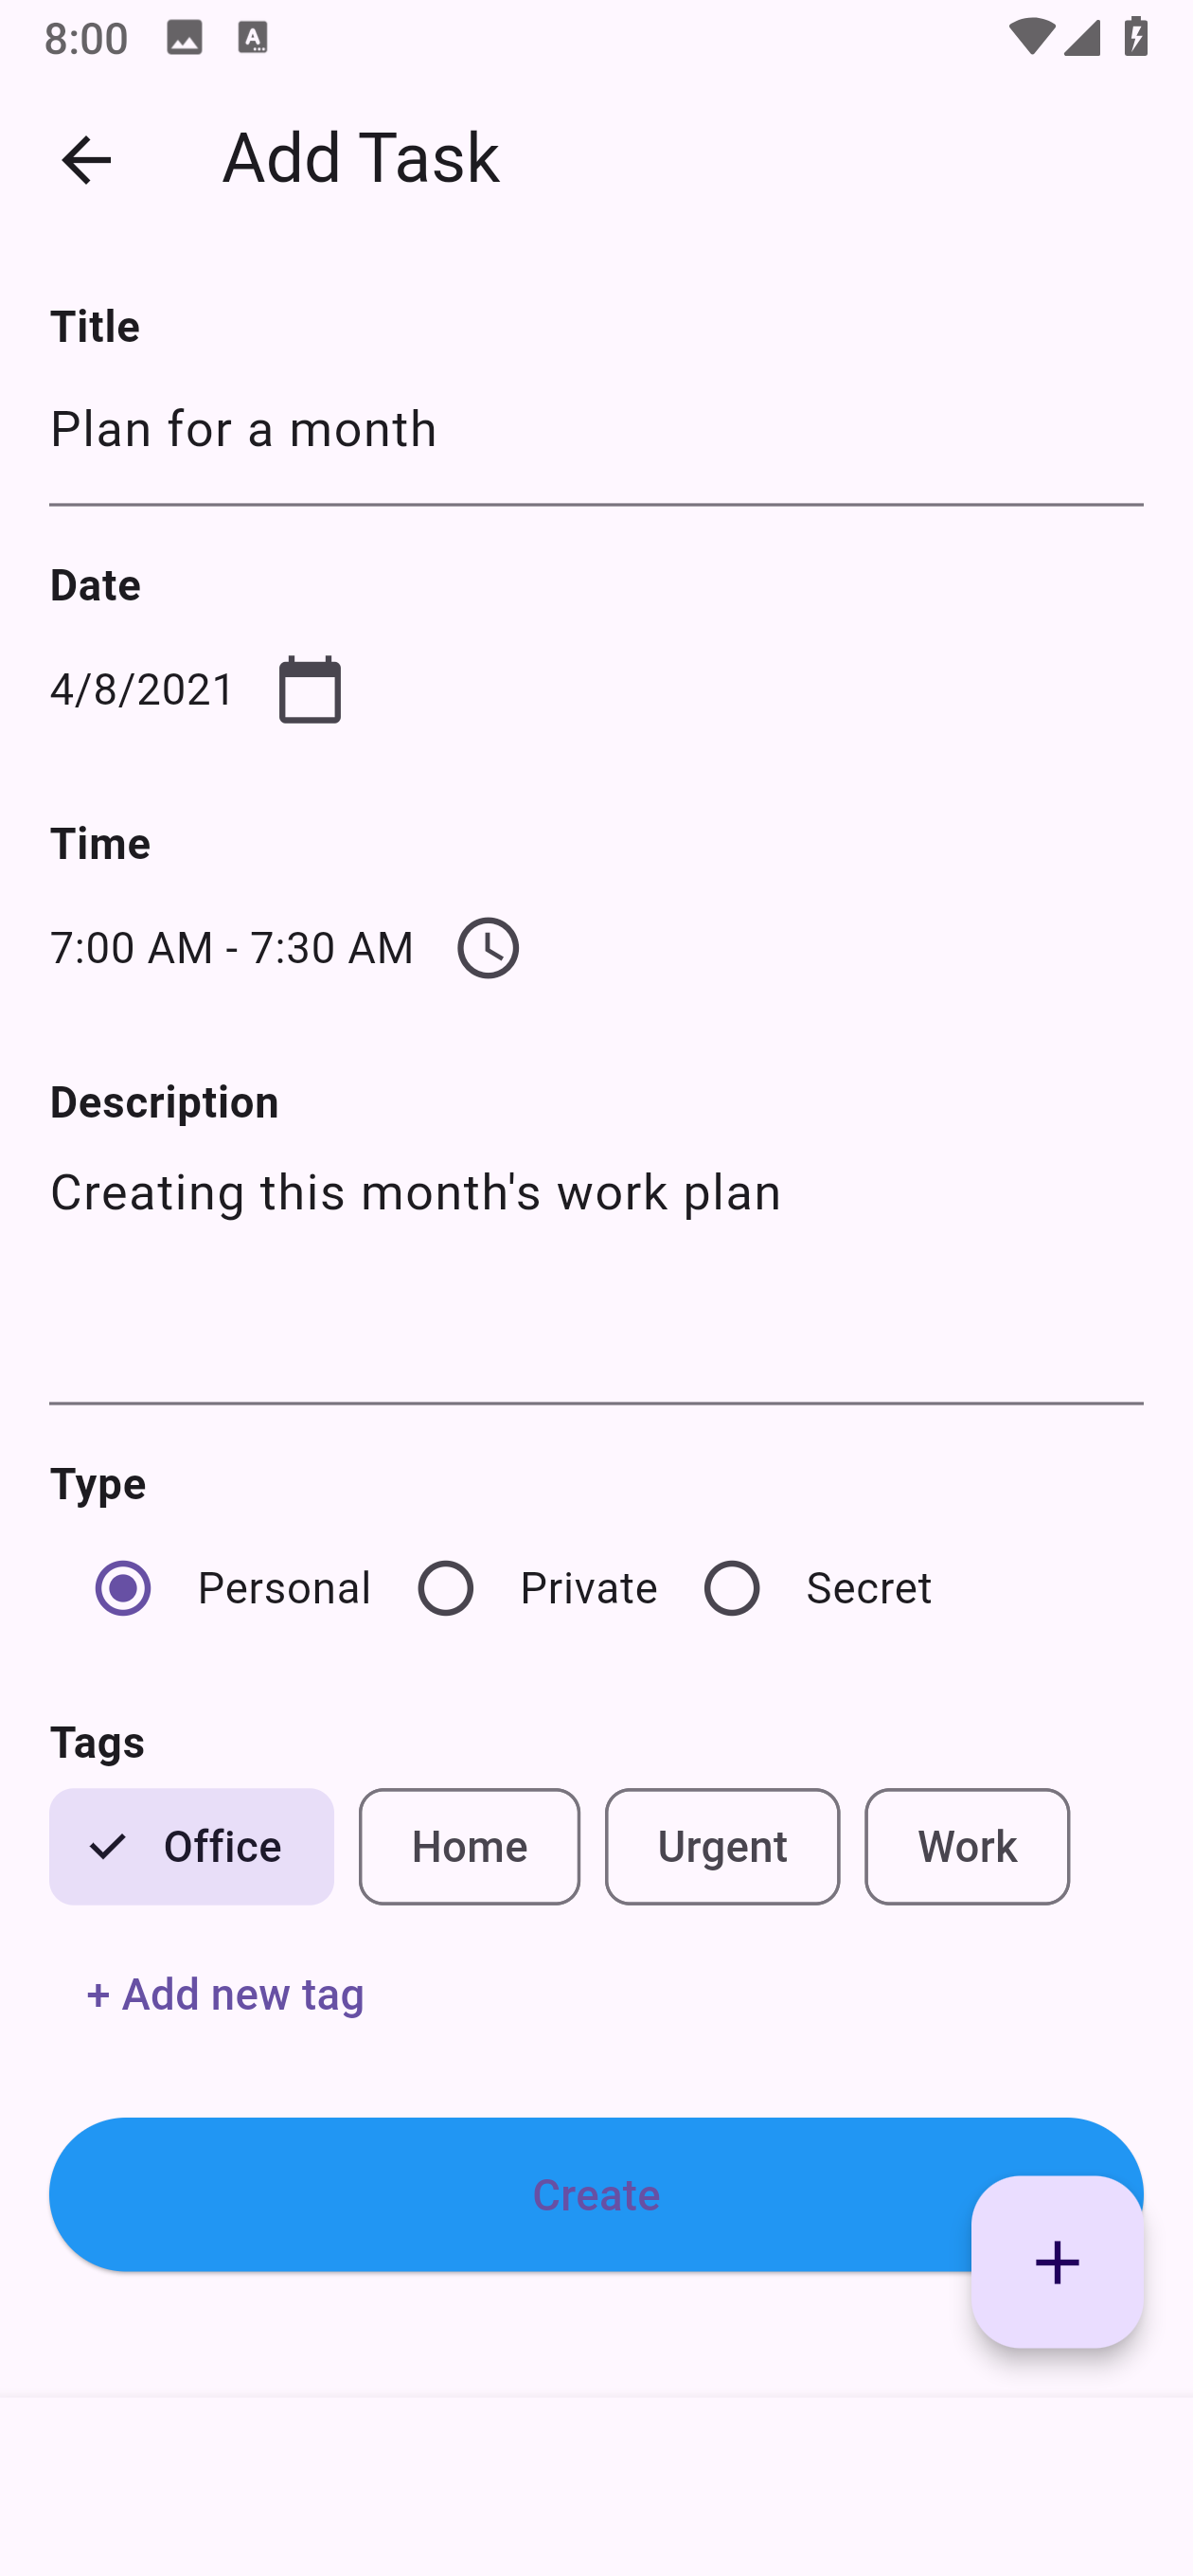 8:00
Add Task
Title
Plan for a month
Date
4/8/2021
Time
7:00 AM - 7:30 AM
Description
Creating this month's work plan
Type
Personal Private Secret
Tags
Office Home Urgent Work
+ Add new tag
Create